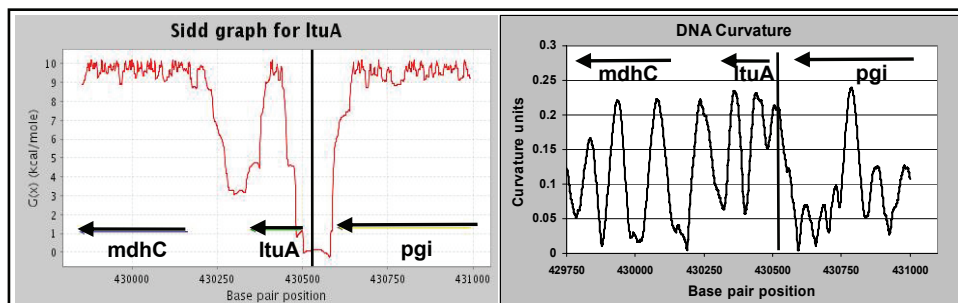 Sidd graph for ltuA
G(x) (kcal/mole)
10
9
8
7
6
5
4
3
2
1
0
mdhC
ltuA
pgi
430000
430250
430500
430750
431000
Base pair position
DNA Curvature
Curvature units
0.3
0.25
0.2
0.15
0.1
0.05
0
mdhC
ltuA
pgi
429750
430000
430250
430500
430750
431000
Base pair position